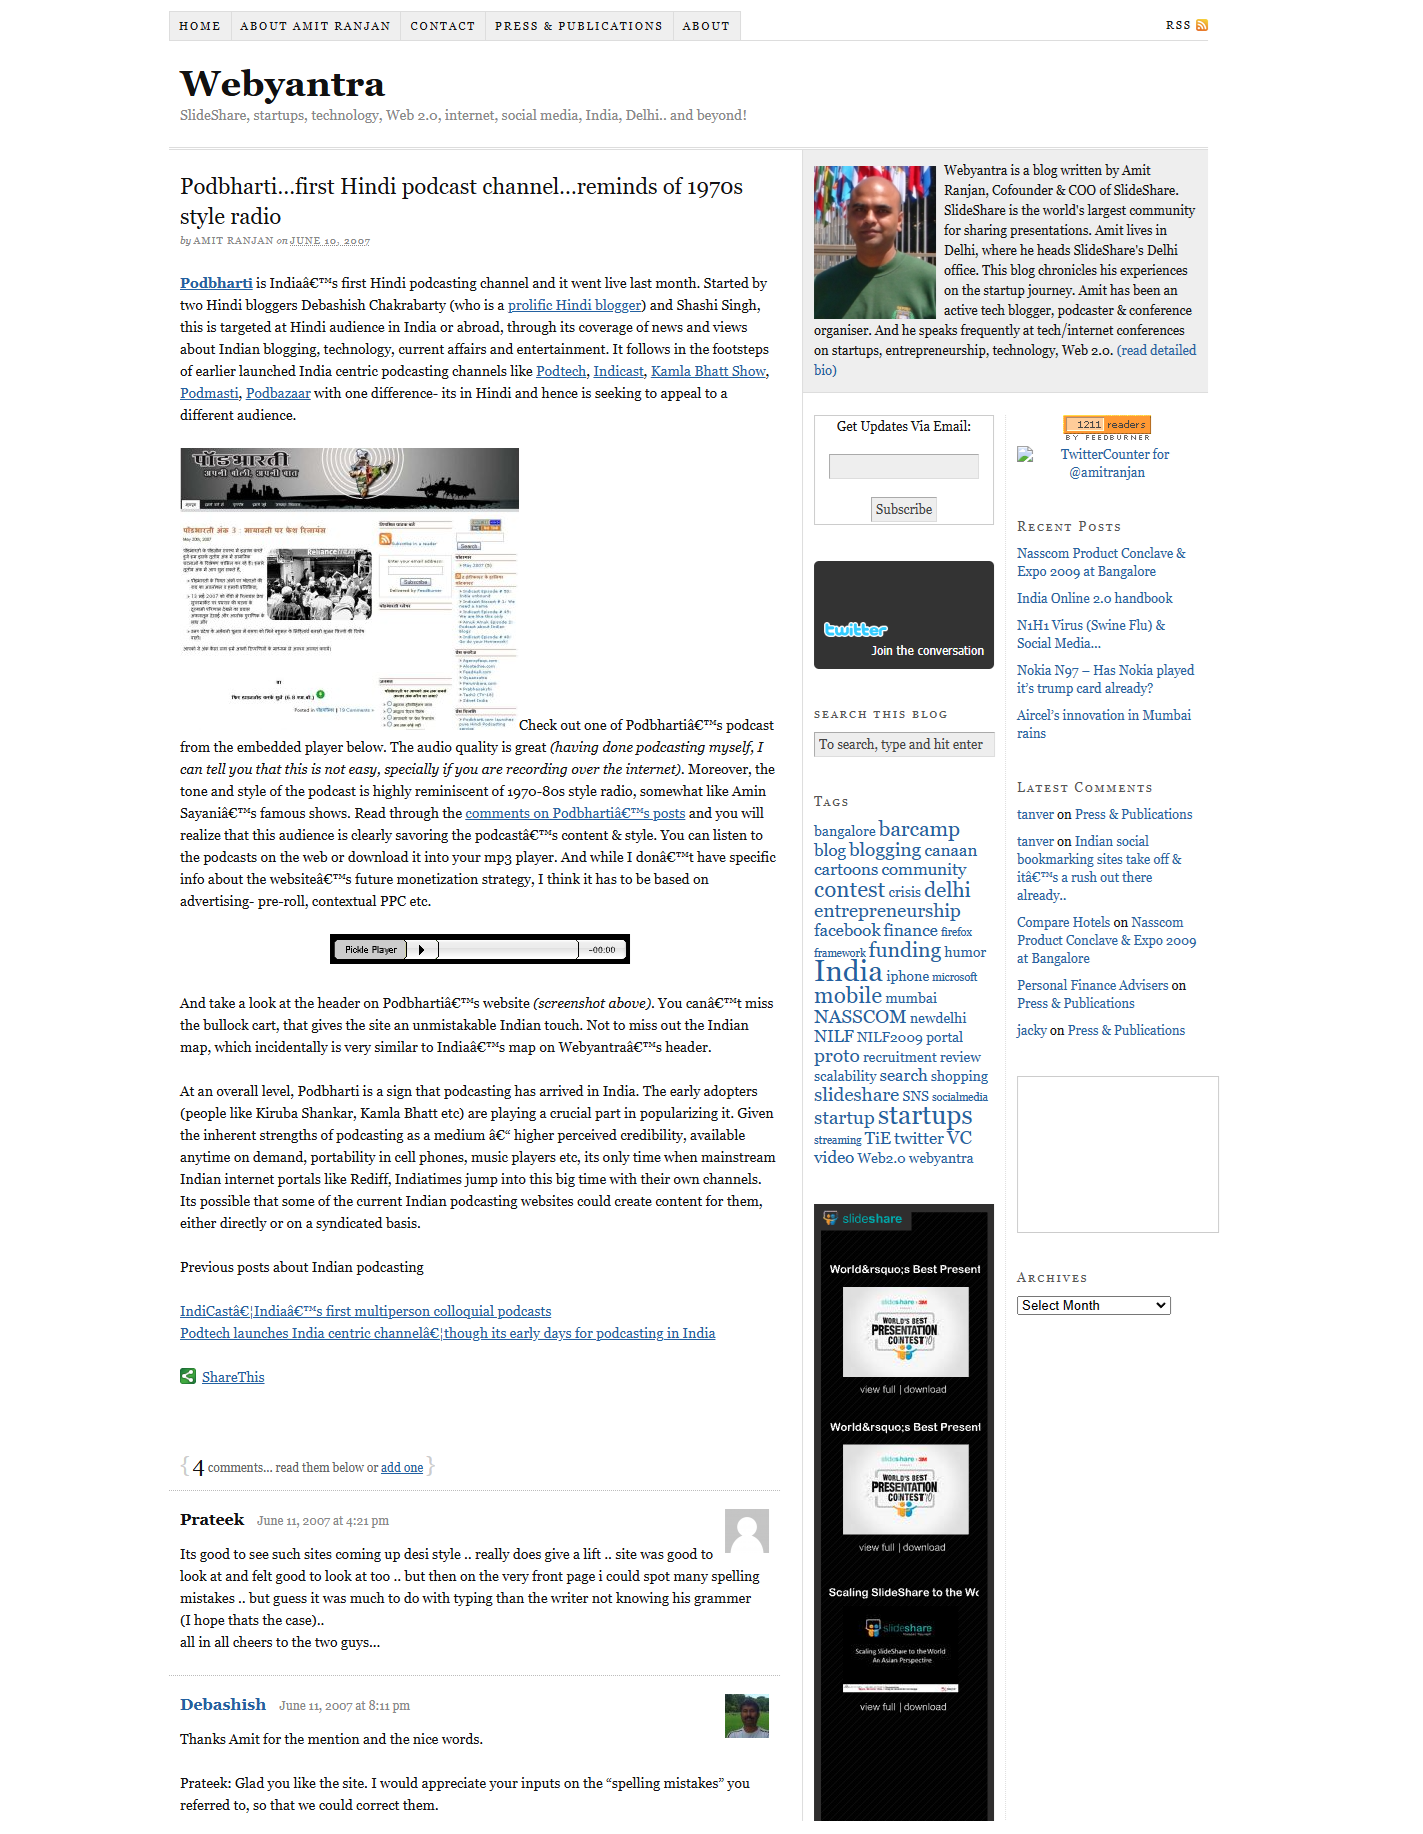 HOME
ABOUT AMIT RANJAN
CONTACT
PRESS & PUBLICATIONS
ABOUT
RSS
Webyantra
SlideShare, startups, technology, Web 2.0, internet, social media, India, Delhi.. and beyond!
Podbharti…first Hindi podcast channel…reminds of 1970s
style radio
by AMIT RANJAN on JUNE 10, 2007
Podbharti is Indiaâ€™s first Hindi podcasting channel and it went live last month. Started by
two Hindi bloggers Debashish Chakrabarty (who is a prolific Hindi blogger) and Shashi Singh,
this is targeted at Hindi audience in India or abroad, through its coverage of news and views
about Indian blogging, technology, current affairs and entertainment. It follows in the footsteps
of earlier launched India centric podcasting channels like Podtech, Indicast, Kamla Bhatt Show,
Podmasti, Podbazaar with one difference- its in Hindi and hence is seeking to appeal to a
different audience.
पॉडभारती
अपनी बोली, अपनी बात
पॉडभारती अंक 3 : मायावती पर फेथ रिलायंस
May 20th, 2007
Subscribe in a reader
Enter your email address:
Subscribe
Delivered by FeedBurner
Search
Check out one of Podbhartiâ€™s podcast
from the embedded player below. The audio quality is great (having done podcasting myself, I
can tell you that this is not easy, specially if you are recording over the internet). Moreover, the
tone and style of the podcast is highly reminiscent of 1970-80s style radio, somewhat like Amin
Sayaniâ€™s famous shows. Read through the comments on Podbhartiâ€™s posts and you will
realize that this audience is clearly savoring the podcastâ€™s content & style. You can listen to
the podcasts on the web or download it into your mp3 player. And while I donâ€™t have specific
info about the websiteâ€™s future monetization strategy, I think it has to be based on
advertising- pre-roll, contextual PPC etc.
Pickle Player
-00:00
And take a look at the header on Podbhartiâ€™s website (screenshot above). You canâ€™t miss
the bullock cart, that gives the site an unmistakable Indian touch. Not to miss out the Indian
map, which incidentally is very similar to Indiaâ€™s map on Webyantraâ€™s header.
At an overall level, Podbharti is a sign that podcasting has arrived in India. The early adopters
(people like Kiruba Shankar, Kamla Bhatt etc) are playing a crucial part in popularizing it. Given
the inherent strengths of podcasting as a medium â€“ higher perceived credibility, available
anytime on demand, portability in cell phones, music players etc, its only time when mainstream
Indian internet portals like Rediff, Indiatimes jump into this big time with their own channels.
Its possible that some of the current Indian podcasting websites could create content for them,
either directly or on a syndicated basis.
Previous posts about Indian podcasting
IndiCastâ€¦Indiaâ€™s first multiperson colloquial podcasts
Podtech launches India centric channelâ€¦though its early days for podcasting in India
ShareThis
{ 4 comments… read them below or add one }
Prateek June 11, 2007 at 4:21 pm
Its good to see such sites coming up desi style .. really does give a lift .. site was good to
look at and felt good to look at too .. but then on the very front page i could spot many spelling
mistakes .. but guess it was much to do with typing than the writer not knowing his grammer
(I hope thats the case)..
all in all cheers to the two guys…
Debashish June 11, 2007 at 8:11 pm
Thanks Amit for the mention and the nice words.
Prateek: Glad you like the site. I would appreciate your inputs on the “spelling mistakes” you
referred to, so that we could correct them.
Webyantra is a blog written by Amit
Ranjan, Cofounder & COO of SlideShare.
SlideShare is the world's largest community
for sharing presentations. Amit lives in
Delhi, where he heads SlideShare's Delhi
office. This blog chronicles his experiences
on the startup journey. Amit has been an
active tech blogger, podcaster & conference
organiser. And he speaks frequently at tech/internet conferences
on startups, entrepreneurship, technology, Web 2.0. (read detailed
bio)
Get Updates Via Email:
Subscribe
twitter
Join the conversation
SEARCH THIS BLOG
To search, type and hit enter
TAGS
bangalore barcamp
blog blogging canaan
cartoons community
contest crisis delhi
entrepreneurship
facebook finance firefox
framework funding humor
India iphone microsoft
mobile mumbai
NASSCOM newdelhi
NILF NILF2009 portal
proto recruitment review
scalability search shopping
slideshare SNS socialmedia
startup startups
streaming TiE twitter VC
video Web2.0 webyantra
slideshare
World&rsquo;s Best Present
slideshare + 3M
WORLD'S BEST
PRESENTATION
CONTEST'10
view full | download
World&rsquo;s Best Present
slideshare + 3M
WORLD'S BEST
PRESENTATION
CONTEST'10
view full | download
Scaling SlideShare to the Wo
slideshare
Scaling SlideShare to the World
An Asian Perspective
view full | download
1211 readers
BY FEEDBURNER
TwitterCounter for
@amitranjan
RECENT POSTS
Nasscom Product Conclave &
Expo 2009 at Bangalore
India Online 2.0 handbook
N1H1 Virus (Swine Flu) &
Social Media…
Nokia N97 – Has Nokia played
it’s trump card already?
Aircel’s innovation in Mumbai
rains
LATEST COMMENTS
tanver on Press & Publications
tanver on Indian social
bookmarking sites take off &
itâ€™s a rush out there
already..
Compare Hotels on Nasscom
Product Conclave & Expo 2009
at Bangalore
Personal Finance Advisers on
Press & Publications
jacky on Press & Publications
ARCHIVES
Select Month